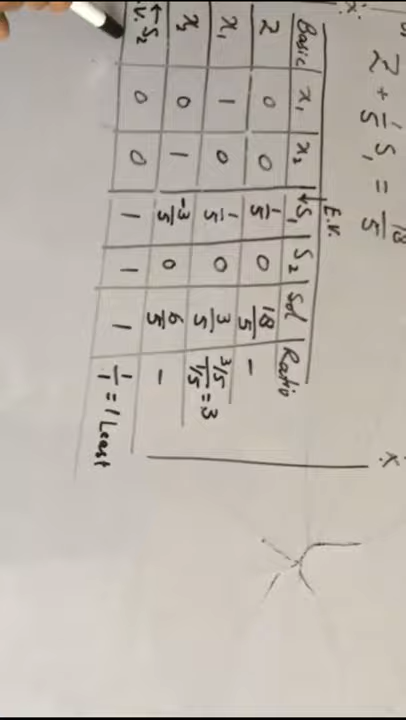 Z + 1/5 S₁ = 18/5
E.V.
Basic x₁ x₂ ↓S₁ S₂ Sol Ratio
Z 0 0 1/5 0 18/5 -
x₁ 1 0 1/5 0 3/5 3/5 / 1/5 = 3
x₂ 0 1 -3/5 0 6/5 -
←S₂ 0 0 1 1 1 1/1 = 1 Least
V.